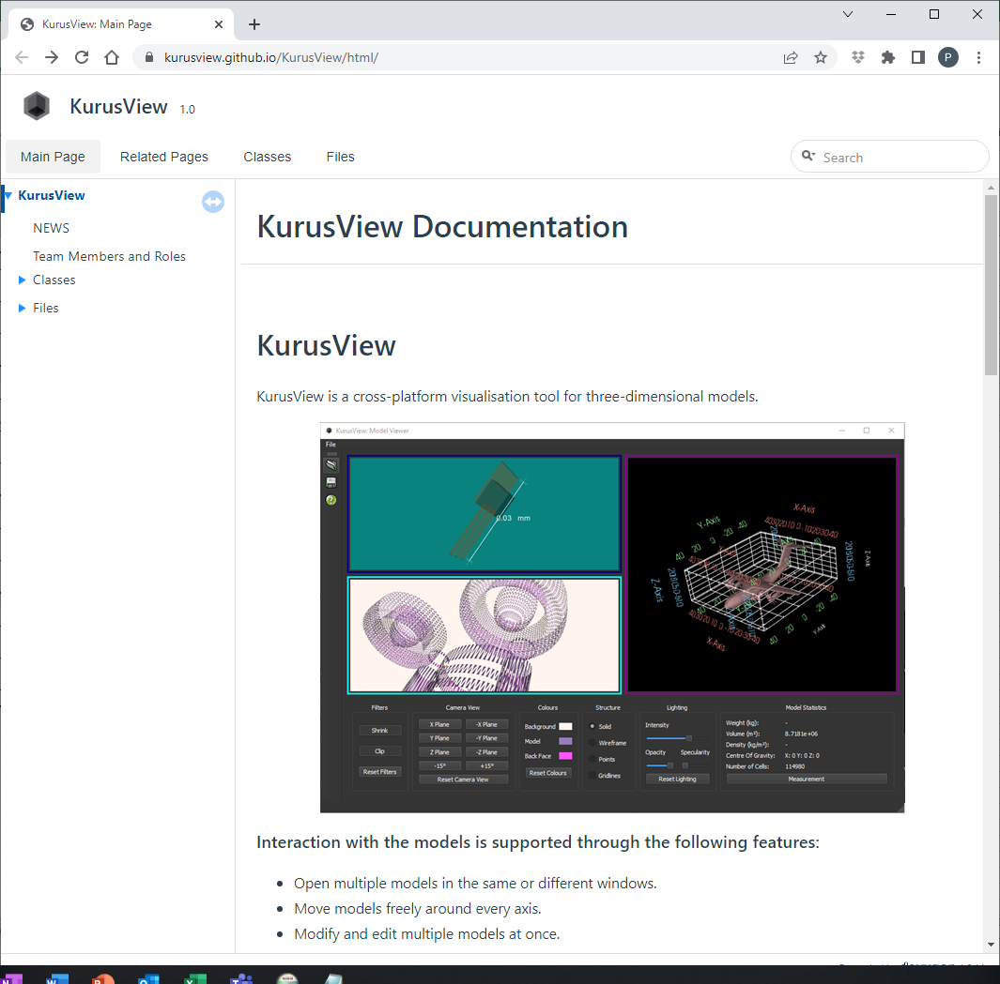 KurusView: Main Page
kurusview.github.io/KurusView/html/
P
KurusView 1.0
Main Page Related Pages Classes Files
Search
KurusView
NEWS
Team Members and Roles
Classes
Files
KurusView Documentation
KurusView
KurusView is a cross-platform visualisation tool for three-dimensional models.
KurusView: Model Viewer
File
0.03 mm
X-Axis
Y-Axis
Z-Axis
Z-Axis
X-Axis
Y-Axis
Filters
Shrink
Clip
Reset Filters
Camera View
X Plane -X Plane
Y Plane -Y Plane
Z Plane -Z Plane
-15° +15°
Reset Camera View
Colours
Background
Model
Back Face
Reset Colours
Structure
Solid
Wireframe
Points
Gridlines
Lighting
Intensity
Opacity Specularity
Reset Lighting
Model Statistics
Weight (kg): -
Volume (m³): 8.7181e+06
Density (kg/m³): -
Centre Of Gravity: X: 0 Y: 0 Z: 0
Number of Cells: 114980
Measurement
Interaction with the models is supported through the following features:
Open multiple models in the same or different windows.
Move models freely around every axis.
Modify and edit multiple models at once.